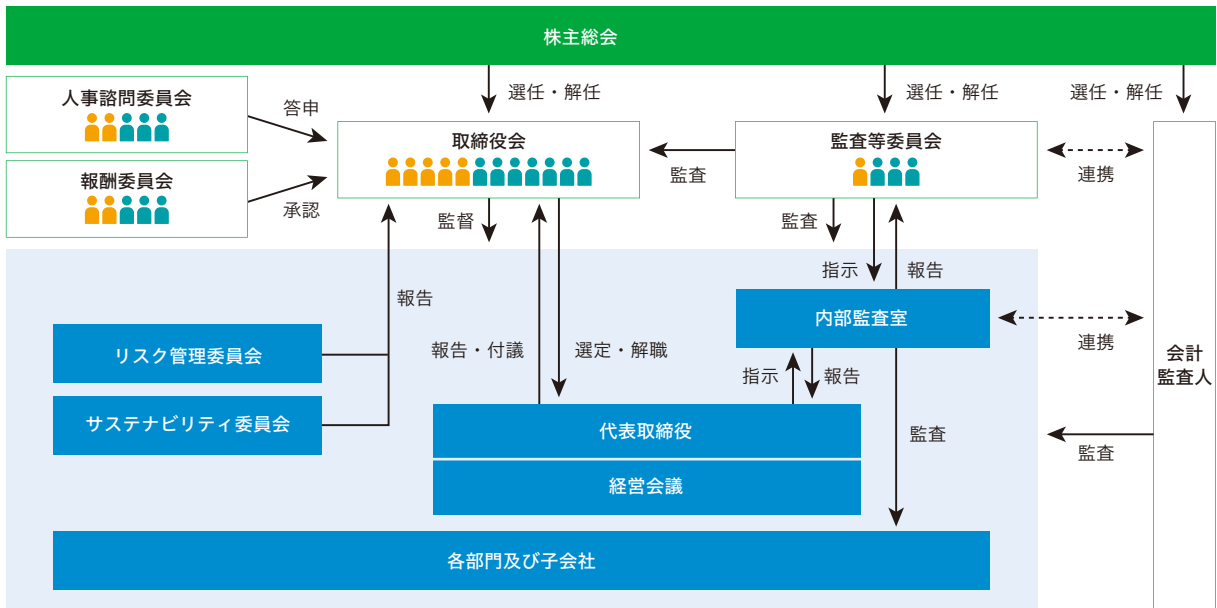 株主総会
選任・解任
選任・解任
選任・解任
人事諮問委員会
答申
報酬委員会
承認
取締役会
監査
監査等委員会
連携
監督
監査
指示
報告
報告
内部監査室
連携
リスク管理委員会
報告・付議
選定・解職
指示
報告
会計
監査人
サステナビリティ委員会
代表取締役
監査
監査
経営会議
各部門及び子会社